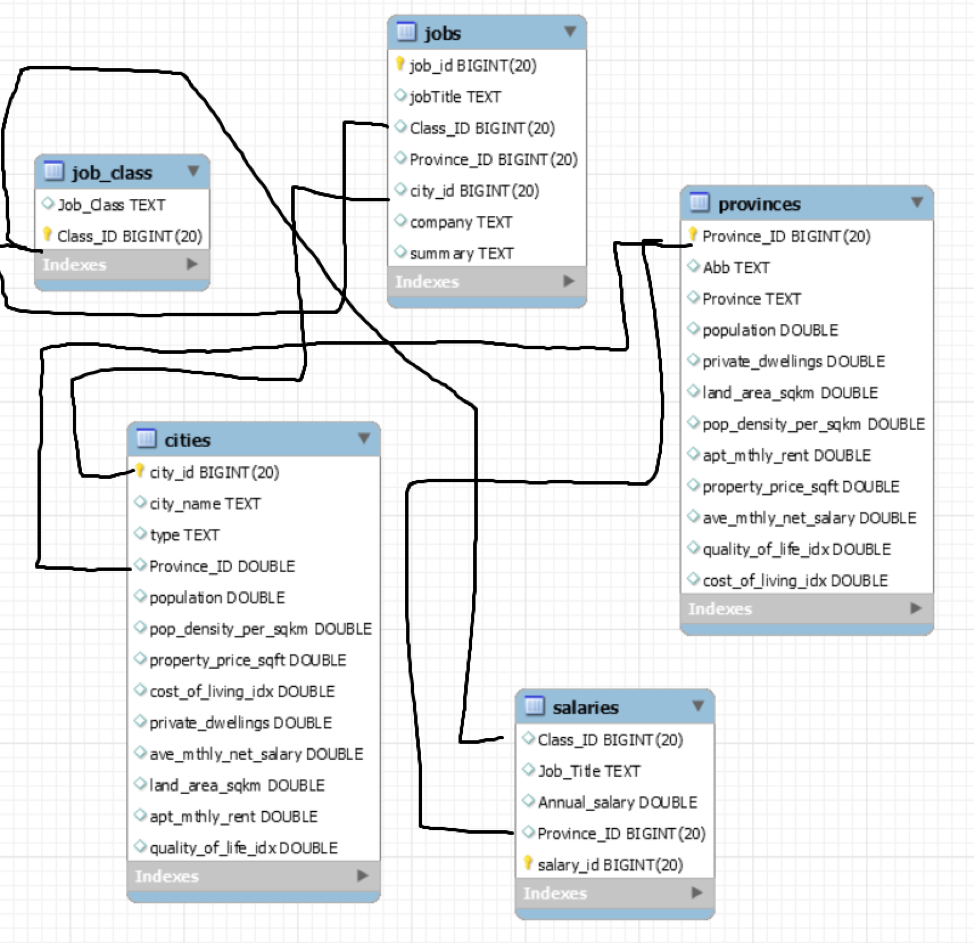 jobs
job_id BIGINT(20)
jobTitle TEXT
Class_ID BIGINT(20)
Province_ID BIGINT(20)
city_id BIGINT(20)
company TEXT
summary TEXT
Indexes
job_class
Job_Class TEXT
Class_ID BIGINT(20)
Indexes
provinces
Province_ID BIGINT(20)
Abb TEXT
Province TEXT
population DOUBLE
private_dwellings DOUBLE
land_area_sqkm DOUBLE
pop_density_per_sqkm DOUBLE
apt_mthly_rent DOUBLE
property_price_sqft DOUBLE
ave_mthly_net_salary DOUBLE
quality_of_life_idx DOUBLE
cost_of_living_idx DOUBLE
Indexes
cities
city_id BIGINT(20)
city_name TEXT
type TEXT
Province_ID DOUBLE
population DOUBLE
pop_density_per_sqkm DOUBLE
property_price_sqft DOUBLE
cost_of_living_idx DOUBLE
private_dwellings DOUBLE
ave_mthly_net_salary DOUBLE
land_area_sqkm DOUBLE
apt_mthly_rent DOUBLE
quality_of_life_idx DOUBLE
Indexes
salaries
Class_ID BIGINT(20)
Job_Title TEXT
Annual_salary DOUBLE
Province_ID BIGINT(20)
salary_id BIGINT(20)
Indexes